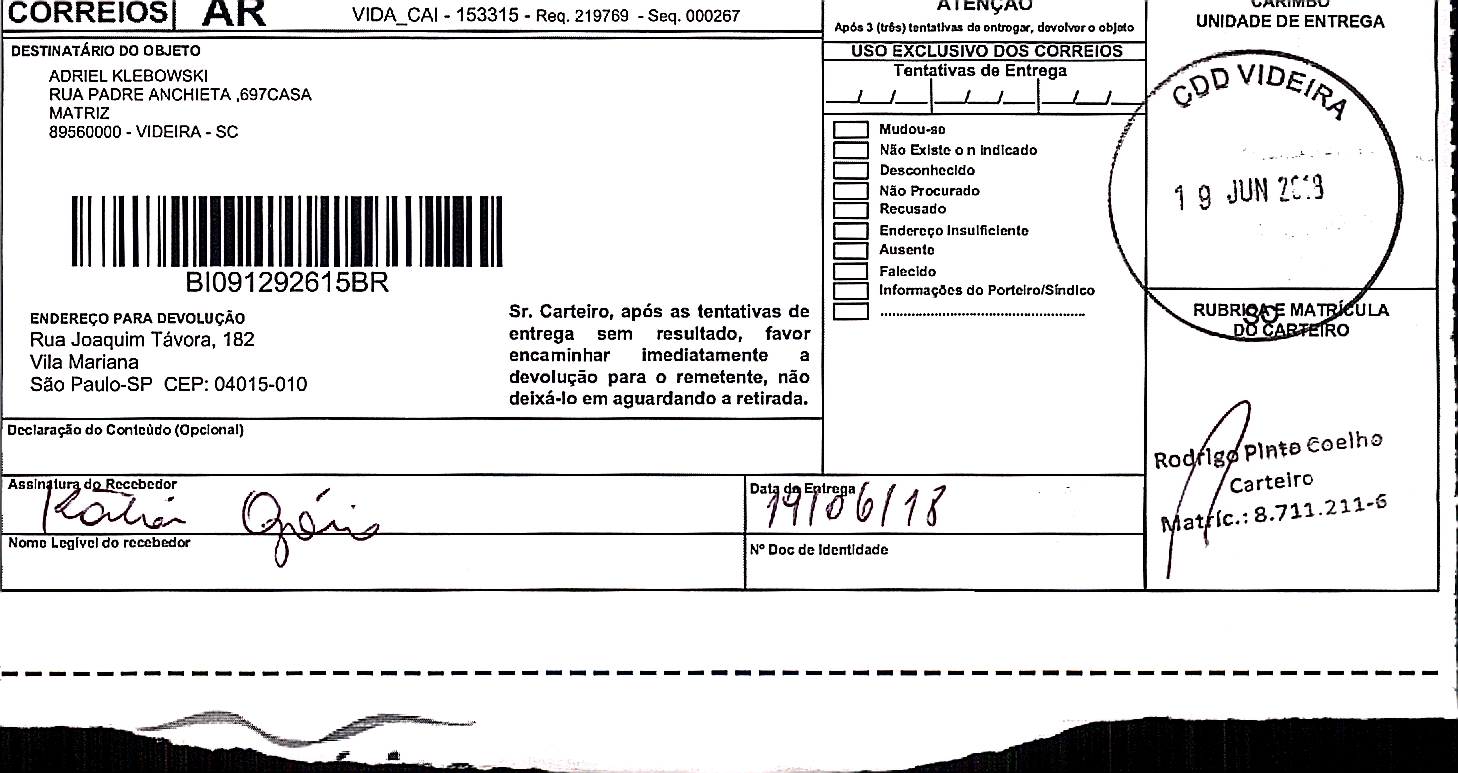 CORREIOS AR VIDA_CAI - 153315 - Req. 219769 - Seq. 000267
DESTINATÁRIO DO OBJETO
ADRIEL KLEBOWSKI
RUA PADRE ANCHIETA ,697CASA
MATRIZ
89560000 - VIDEIRA - SC
BI091292615BR
ENDEREÇO PARA DEVOLUÇÃO
Rua Joaquim Távora, 182
Vila Mariana
São Paulo-SP CEP: 04015-010
Sr. Carteiro, após as tentativas de
entrega sem resultado, favor
encaminhar imediatamente a
devolução para o remetente, não
deixá-lo em aguardando a retirada.
Declaração do Conteúdo (Opcional)
ATENÇÃO
Após 3 (três) tentativas de entregar, devolver o objeto
USO EXCLUSIVO DOS CORREIOS
Tentativas de Entrega
Mudou-se
Não Existe o n Indicado
Desconhecido
Não Procurado
Recusado
Endereço Insuficiente
Ausente
Falecido
Informações do Porteiro/Síndico
CARIMBO
UNIDADE DE ENTREGA
CDD VIDEIRA
19 JUN
SC
RUBRICA E MATRÍCULA
DO CARTEIRO
Rodrigo Pinto Coelho
Carteiro
Matríc.: 8.711.211-6
Assinatura do Recebedor
Data de Entrega
19/06/18
Nome Legível do recebedor
Nº Doc de Identidade